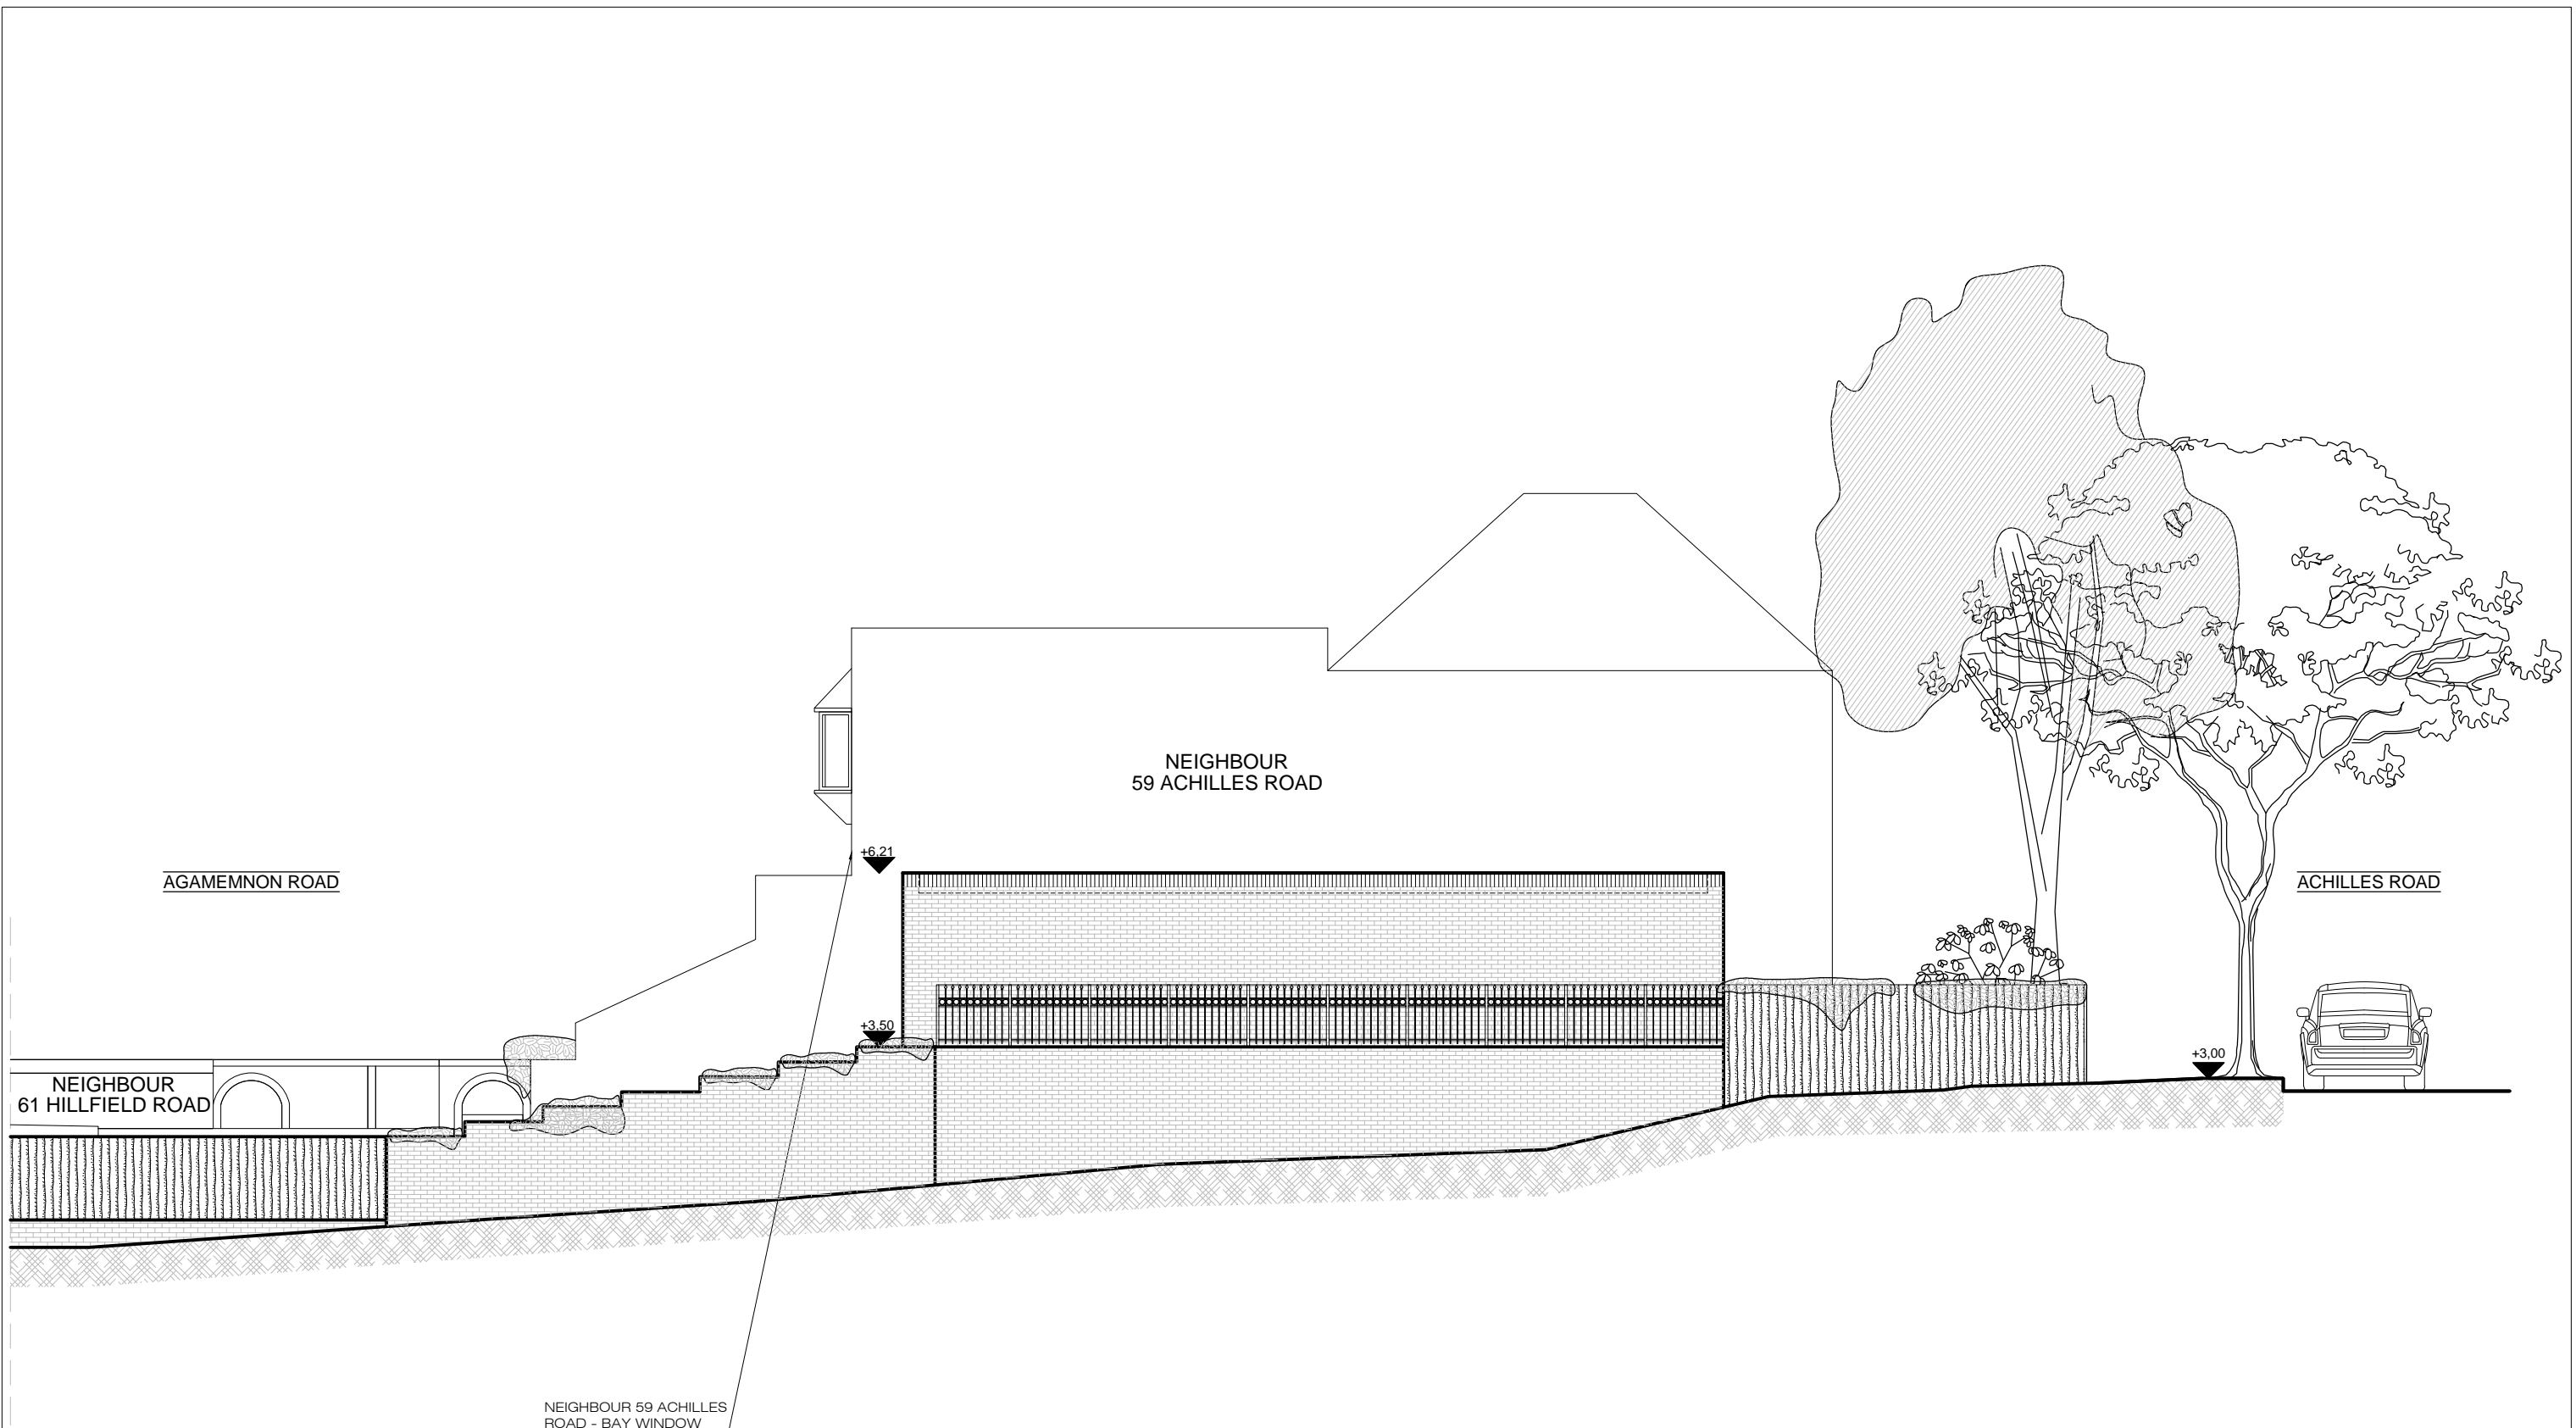 NEIGHBOUR
59 ACHILLES ROAD
+6,21
AGAMEMNON ROAD
ACHILLES ROAD
+3,50
+3,00
NEIGHBOUR
61 HILLFIELD ROAD
NEIGHBOUR 59 ACHILLES
ROAD - BAY WINDOW